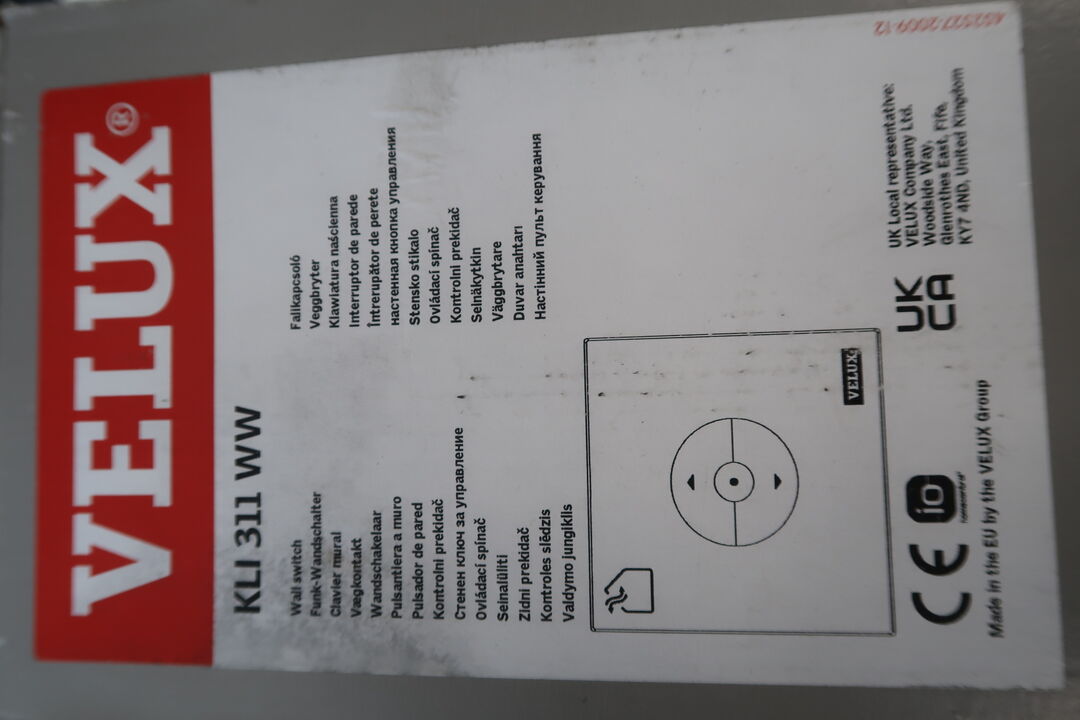 VELUX®
KLI 311 WW
Wall switch
Funk-Wandschalter
Clavier mural
Vægkontakt
Wandschakelaar
Pulsantiera a muro
Pulsador de pared
Kontrolni prekidač
Стенен ключ за управление
Ovládací spínač
Seinalüliti
Zidni prekidač
Kontroles slēdzis
Valdymo jungiklis
Falikapcsoló
Veggbryter
Klawiatura naścienna
Interruptor de parede
Întrerupător de perete
настенная кнопка управления
Stensko stikalo
Ovládací spínač
Kontrolni prekidač
Seinäkytkin
Väggbrytare
Duvar anahtarı
Настінний пульт керування
VELUX
CE
io
homecontrol
Made in the EU by the VELUX Group
UK
CA
UK Local representative:
VELUX Company Ltd.
Woodside Way,
Glenrothes East, Fife,
KY7 4ND, United Kingdom